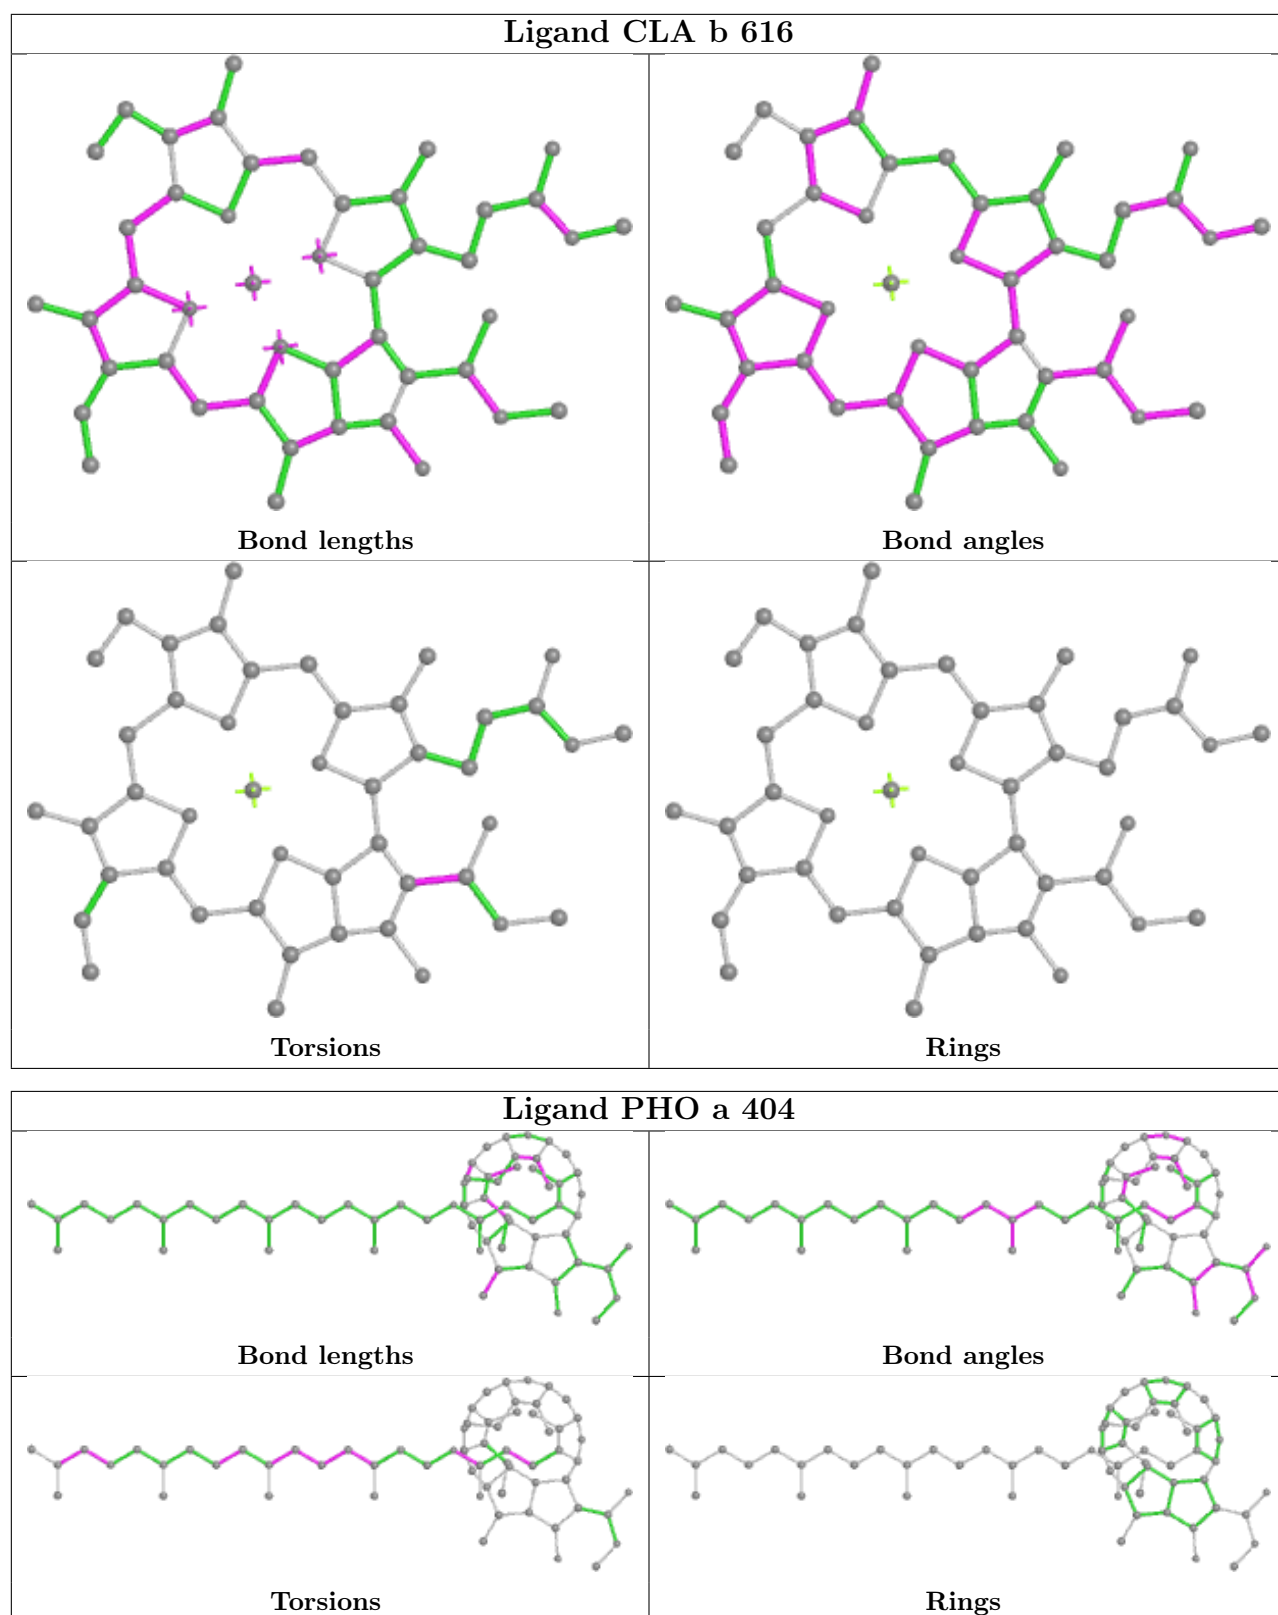 Ligand CLA b 616
Bond lengths
Bond angles
Torsions
Rings
Ligand PHO a 404
Bond lengths
Bond angles
Torsions
Rings